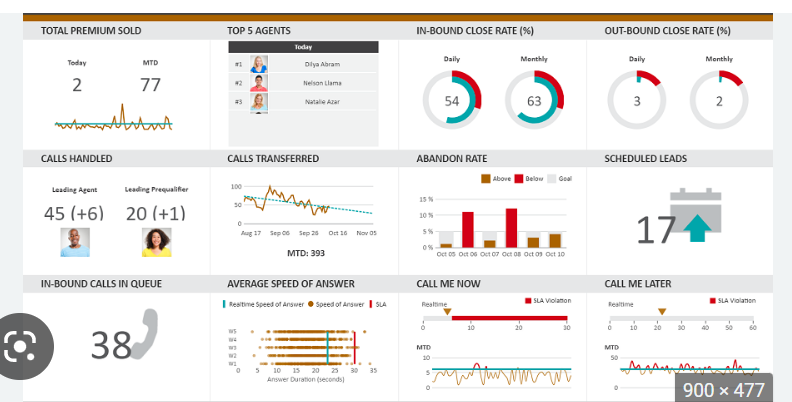 TOTAL PREMIUM SOLD
Today
MTD
2
77
TOP 5 AGENTS
Today
#1 Dilya Abram
#2 Nelson Llama
#3 Natalie Azar
IN-BOUND CLOSE RATE (%)
Daily
Monthly
54
63
OUT-BOUND CLOSE RATE (%)
Daily
Monthly
3
2
CALLS HANDLED
Leading Agent
Leading Prequalifier
45 (+6)
20 (+1)
CALLS TRANSFERRED
100
50
0
Aug 17 Sep 06 Sep 26 Oct 16 Nov 05
MTD: 393
ABANDON RATE
Above Below Goal
15 %
10 %
5 %
0 %
Oct 05 Oct 06 Oct 07 Oct 08 Oct 09 Oct 10
SCHEDULED LEADS
17
IN-BOUND CALLS IN QUEUE
38
AVERAGE SPEED OF ANSWER
Realtime Speed of Answer Speed of Answer SLA
W5
W4
W3
W2
W1
0 5 10 15 20 25 30 35
Answer Duration (seconds)
CALL ME NOW
SLA Violation
Realtime
0 10 20 30
MTD
10
5
0
CALL ME LATER
SLA Violation
Realtime
0 10 20 30 40 50 60
MTD
50
0
900 × 477